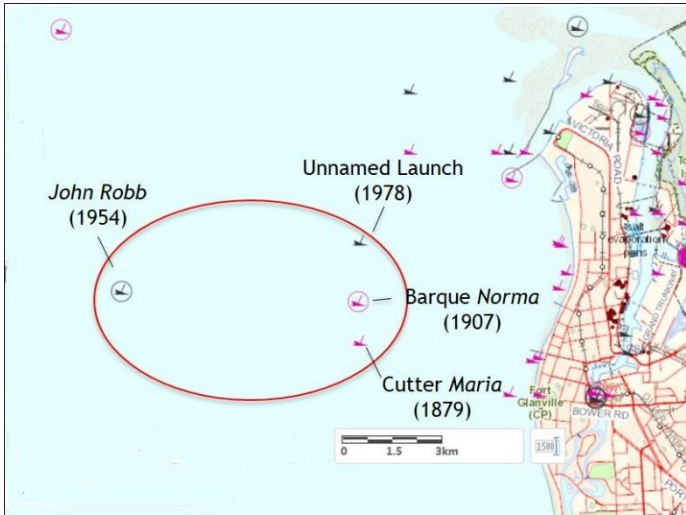 Unnamed Launch
(1978)
John Robb
(1954)
Barque Norma
(1907)
Cutter Maria
(1879)
VICTORIA
ROAD
salt
evaporation
pans
Fort
Glanville
(CP)
BOWER RD
0 1.5 3km